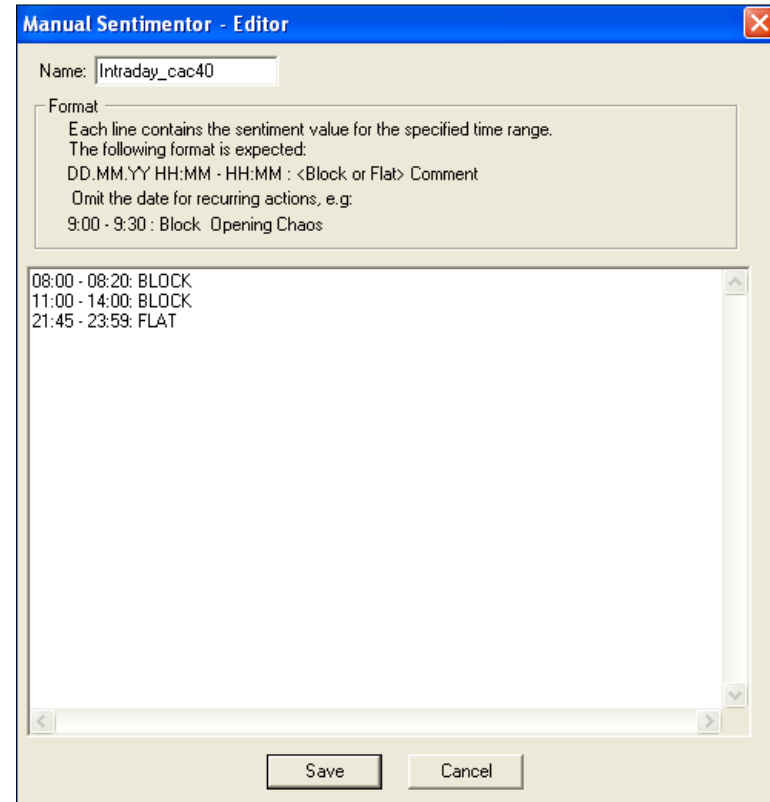 Manual Sentimentor - Editor
Name: Intraday_cac40
Format
Each line contains the sentiment value for the specified time range.
The following format is expected:
DD.MM.YY HH:MM - HH:MM : <Block or Flat> Comment
Omit the date for recurring actions, e.g:
9:00 - 9:30 : Block Opening Chaos
08:00 - 08:20: BLOCK
11:00 - 14:00: BLOCK
21:45 - 23:59: FLAT
Save Cancel